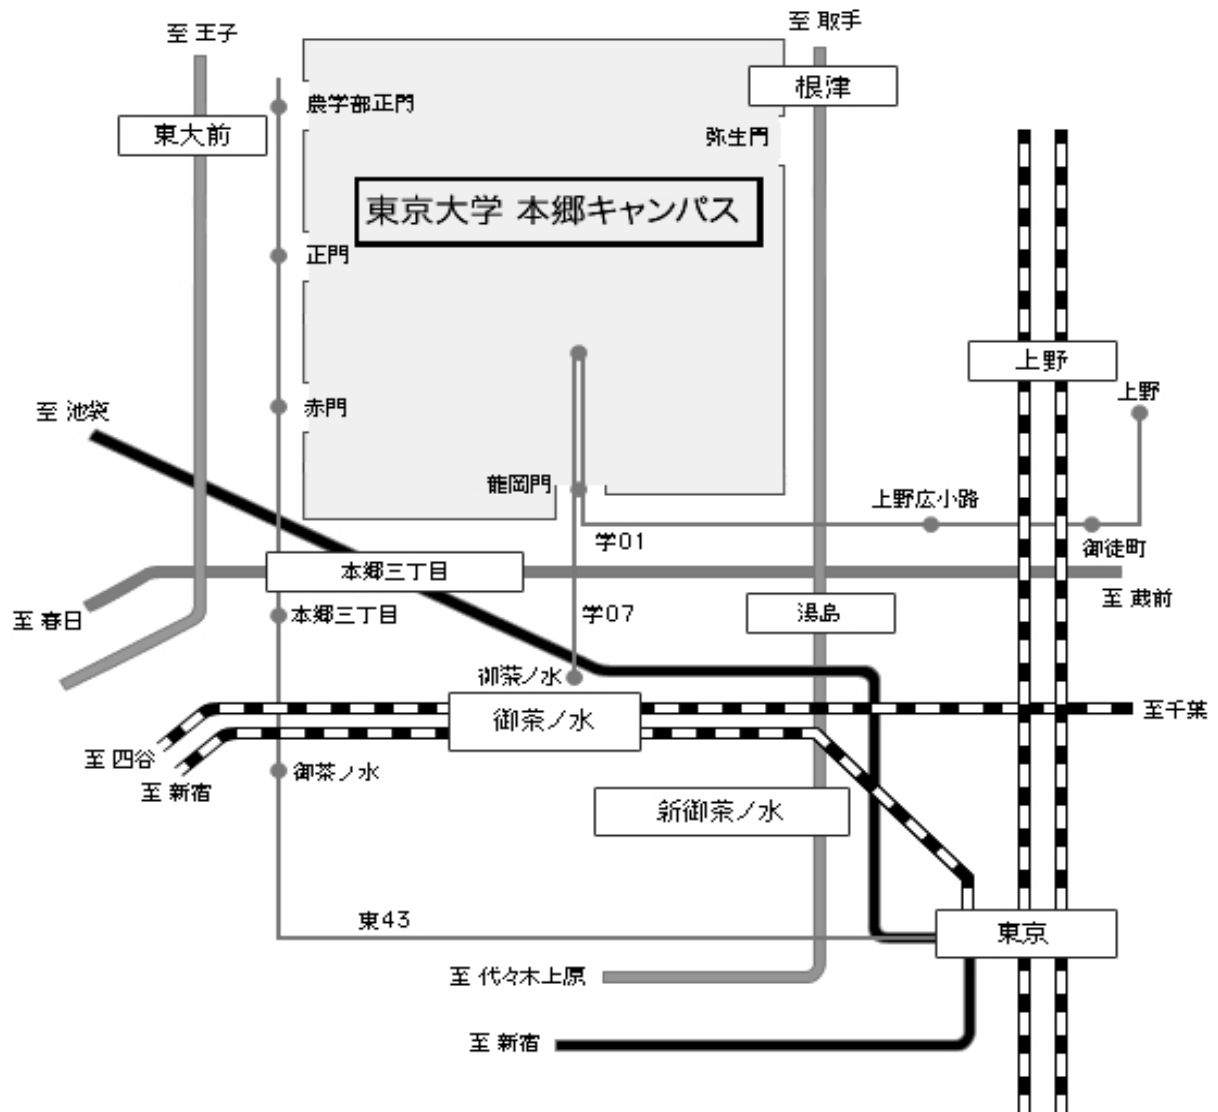 至 取手
至 王子
根津
農学部正門
東大前
弥生門
東京大学 本郷キャンパス
正門
上野
上野
至 池袋
赤門
龍岡門
上野広小路
学01
御徒町
本郷三丁目
至 蔵前
至 春日
本郷三丁目
学07
湯島
御茶ノ水
御茶ノ水
至千葉
至 四谷
御茶ノ水
至 新宿
新御茶ノ水
東43
東京
至 代々木上原
至 新宿